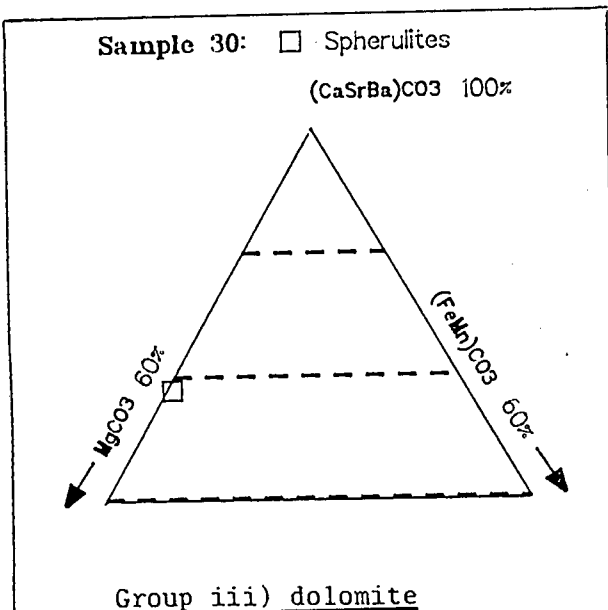 Sample 30: □ Spherulites
(CaSrBa)CO3 100%
MgCO3 60%
(FeMn)CO3 60%
Group iii) dolomite